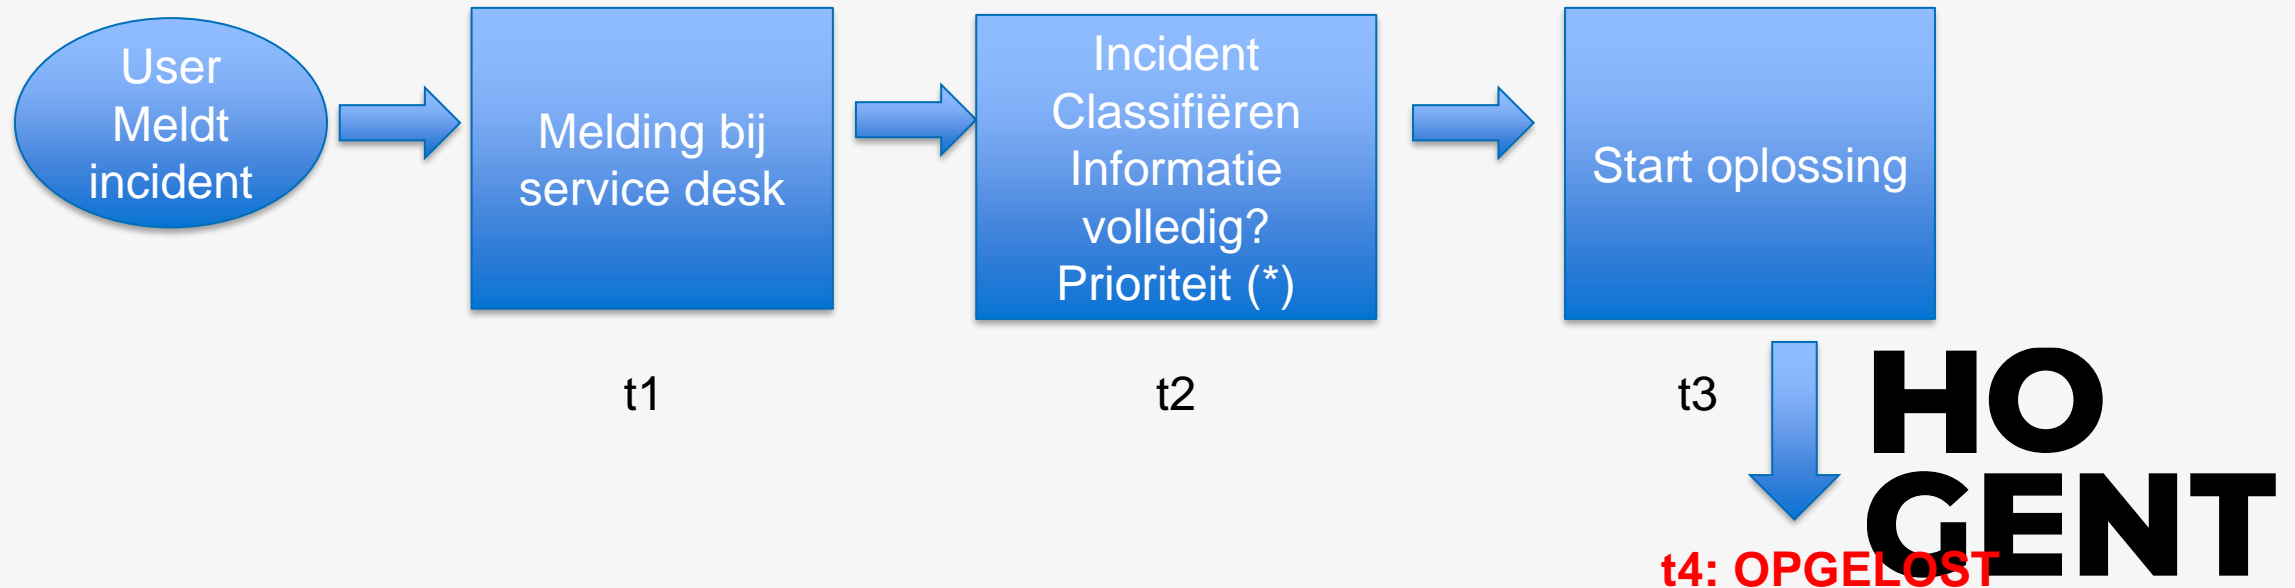 User
Meldt
incident
Melding bij
service desk
Incident
Classifiëren
Informatie
volledig?
Prioriteit (*)
Start oplossing
t1
t2
t3
HO
GENT
t4: OPGELOST